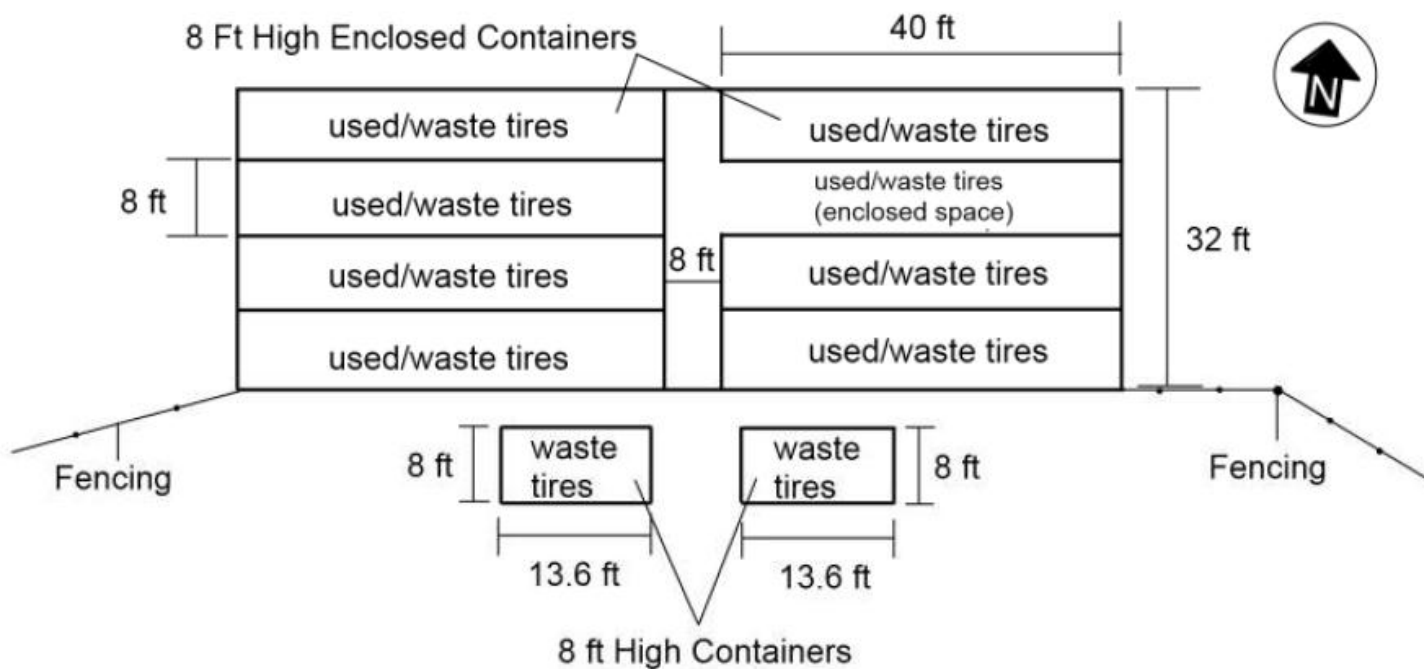 40 ft
8 Ft High Enclosed Containers
N
used/waste tires
used/waste tires
8 ft
used/waste tires
used/waste tires
(enclosed space)
32 ft
8 ft
used/waste tires
used/waste tires
used/waste tires
used/waste tires
Fencing
8 ft
waste
tires
waste
tires
8 ft
Fencing
13.6 ft
13.6 ft
8 ft High Containers